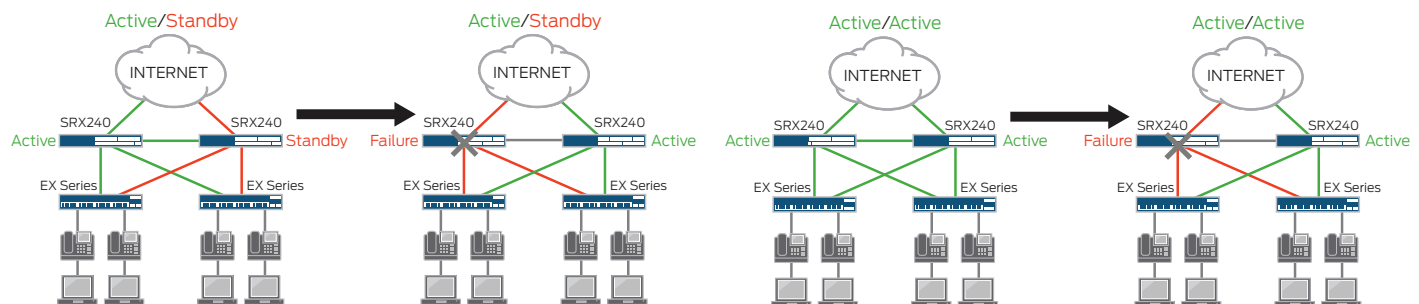 Active/Standby
INTERNET
SRX240
SRX240
Active
Standby
EX Series
EX Series
Active/Standby
INTERNET
SRX240
SRX240
Failure
Active
EX Series
EX Series
Active/Active
INTERNET
SRX240
SRX240
Active
Active
EX Series
EX Series
Active/Active
INTERNET
SRX240
SRX240
Failure
Active
EX Series
EX Series